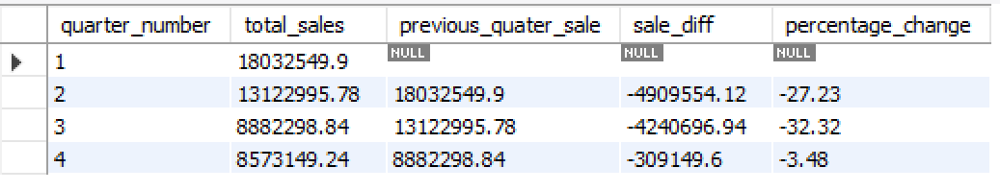 quarter_number total_sales previous_quater_sale sale_diff percentage_change
1 18032549.9 NULL NULL NULL
2 13122995.78 18032549.9 -4909554.12 -27.23
3 8882298.84 13122995.78 -4240696.94 -32.32
4 8573149.24 8882298.84 -309149.6 -3.48